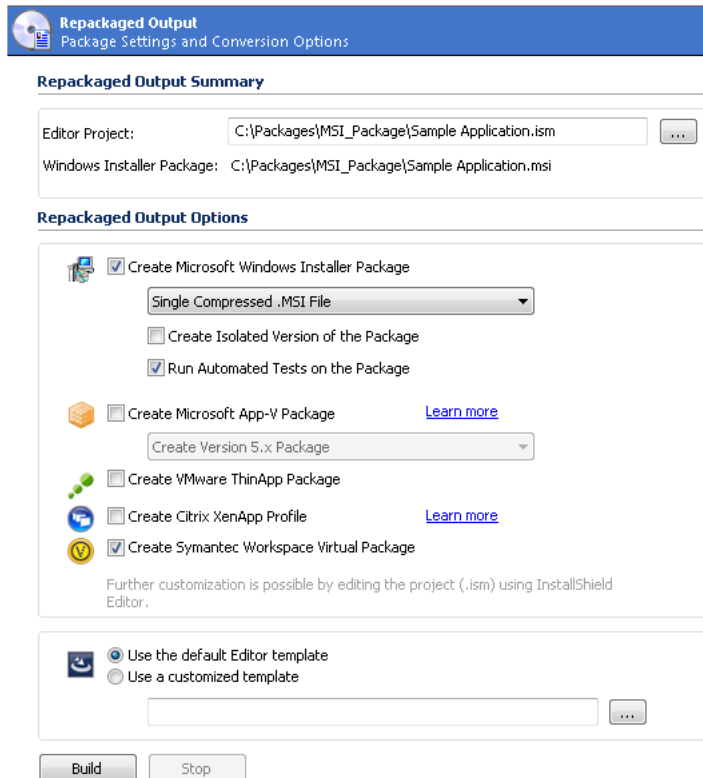 Repackaged Output
Package Settings and Conversion Options
Repackaged Output Summary
Editor Project: C:\Packages\MSI_Package\Sample Application.ism ...
Windows Installer Package: C:\Packages\MSI_Package\Sample Application.msi
Repackaged Output Options
Create Microsoft Windows Installer Package
Single Compressed .MSI File
Create Isolated Version of the Package
Run Automated Tests on the Package
Create Microsoft App-V Package Learn more
Create Version 5.x Package
Create VMware ThinApp Package
Create Citrix XenApp Profile Learn more
Create Symantec Workspace Virtual Package
Further customization is possible by editing the project (.ism) using InstallShield
Editor.
Use the default Editor template
Use a customized template
...
Build Stop